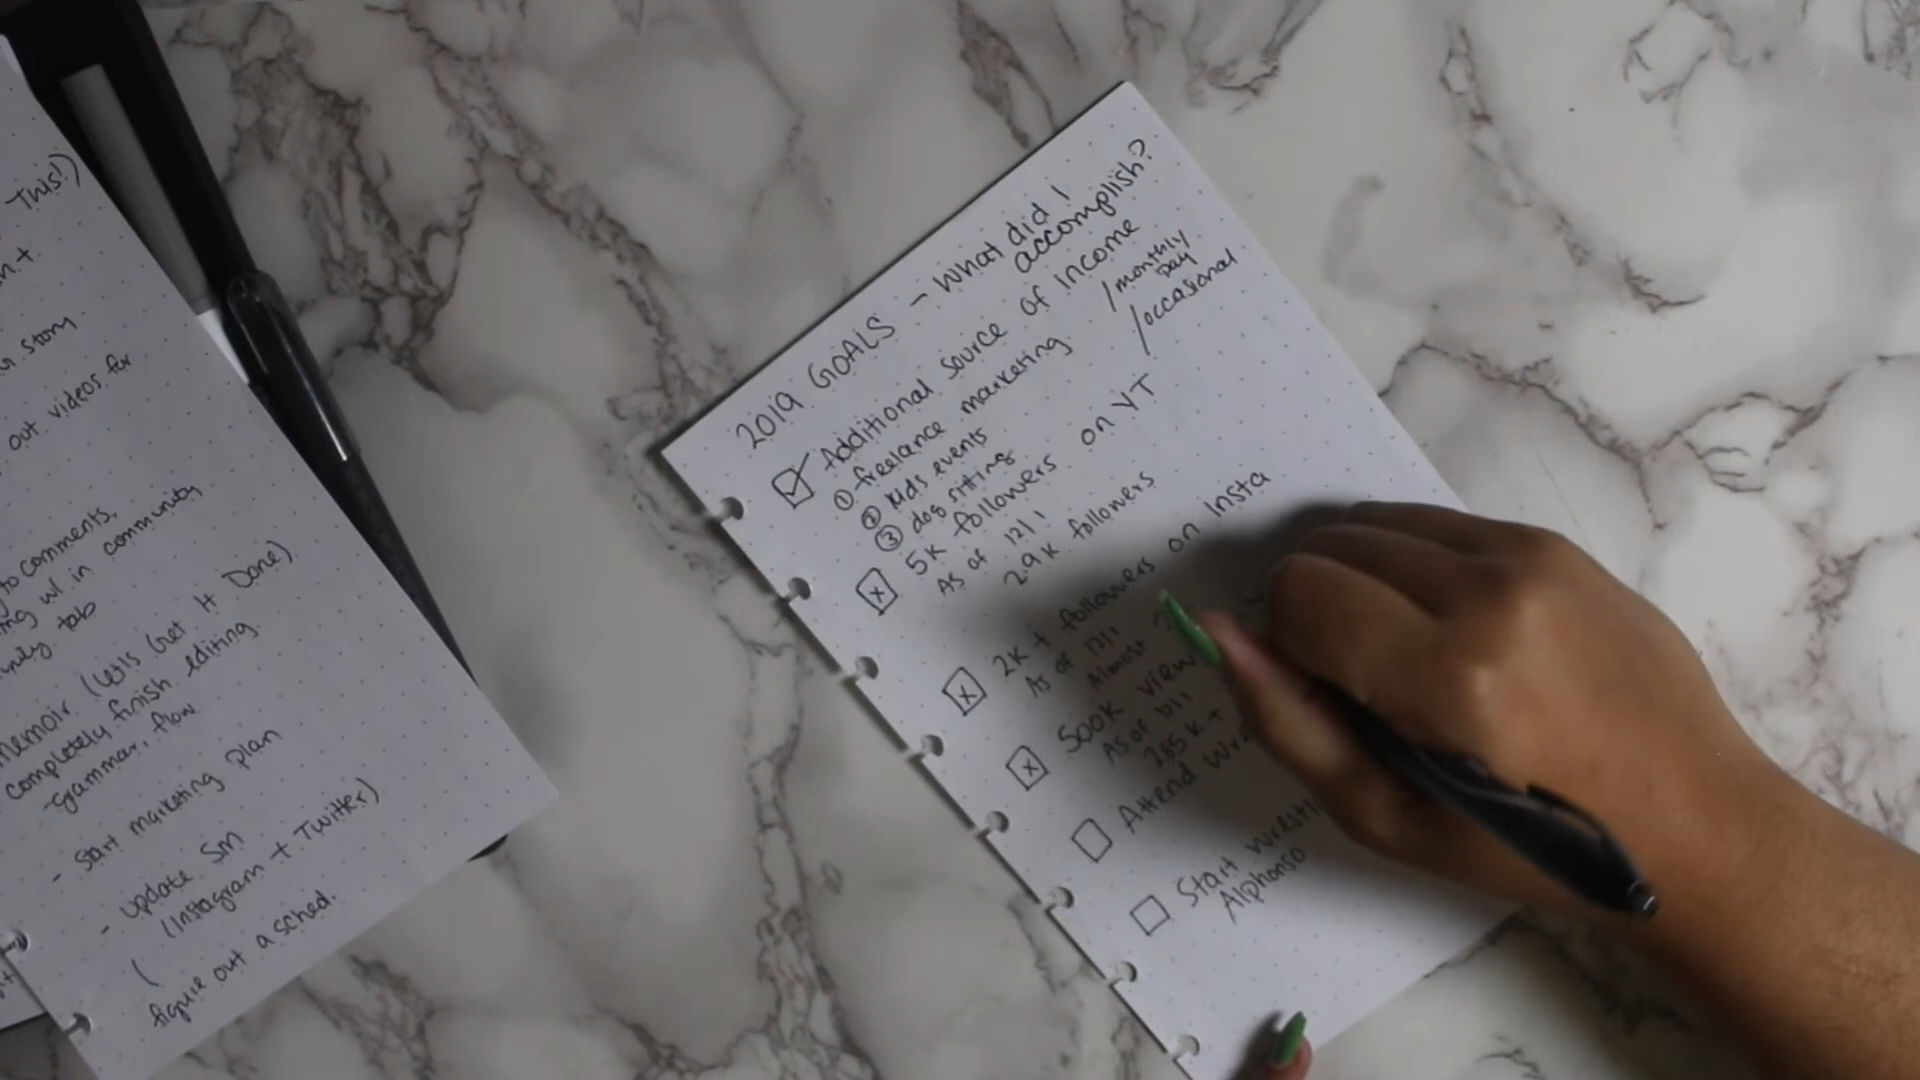 This!)
story
out videos for
to comments,
w/ in community
tab
memoir (let's Get It Done)
completely finish editing
-grammar, flow
- start marketing plan
- update SM
(Instagram + Twitter)
(
figure out a sched.
2019 GOALS - What did I
accomplish?
Additional source of income
① freelance marketing /monthly
pay
② kids events /occasional
③ dog sitting
5K followers on YT
As of 12/1
2.9K followers
2K+ followers on Insta
As of 12/1
Almost
500K view
As of 12/1
285K+
Attend
Start
Alphonso